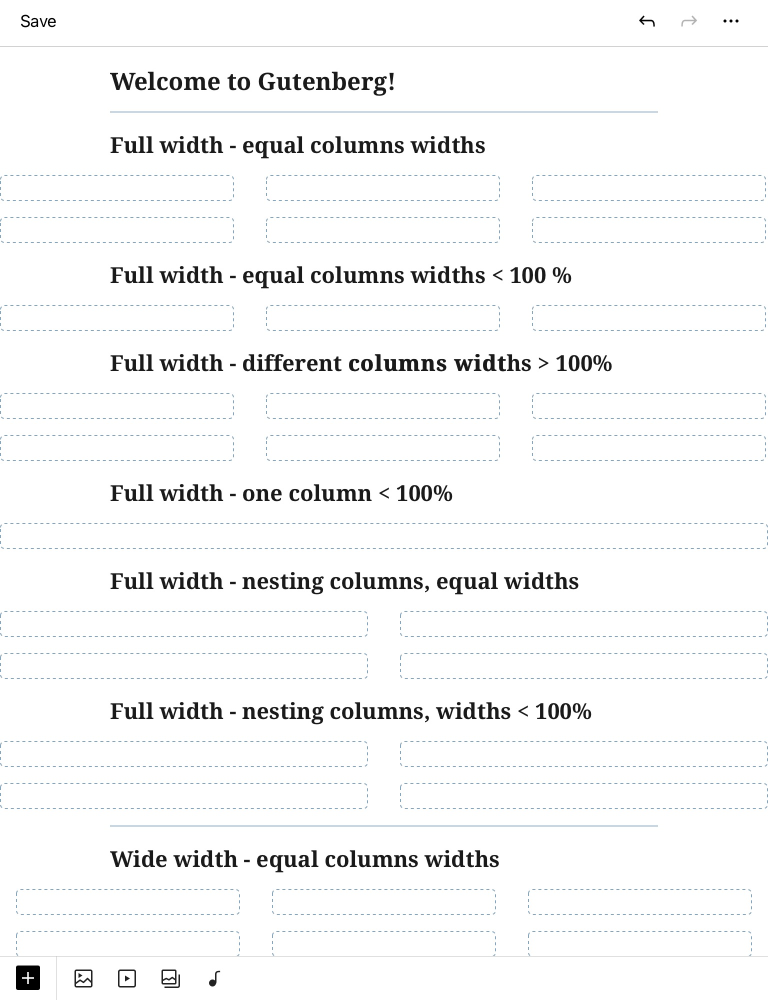 Save
Welcome to Gutenberg!
Full width - equal columns widths
Full width - equal columns widths < 100 %
Full width - different columns widths > 100%
Full width - one column < 100%
Full width - nesting columns, equal widths
Full width - nesting columns, widths < 100%
Wide width - equal columns widths